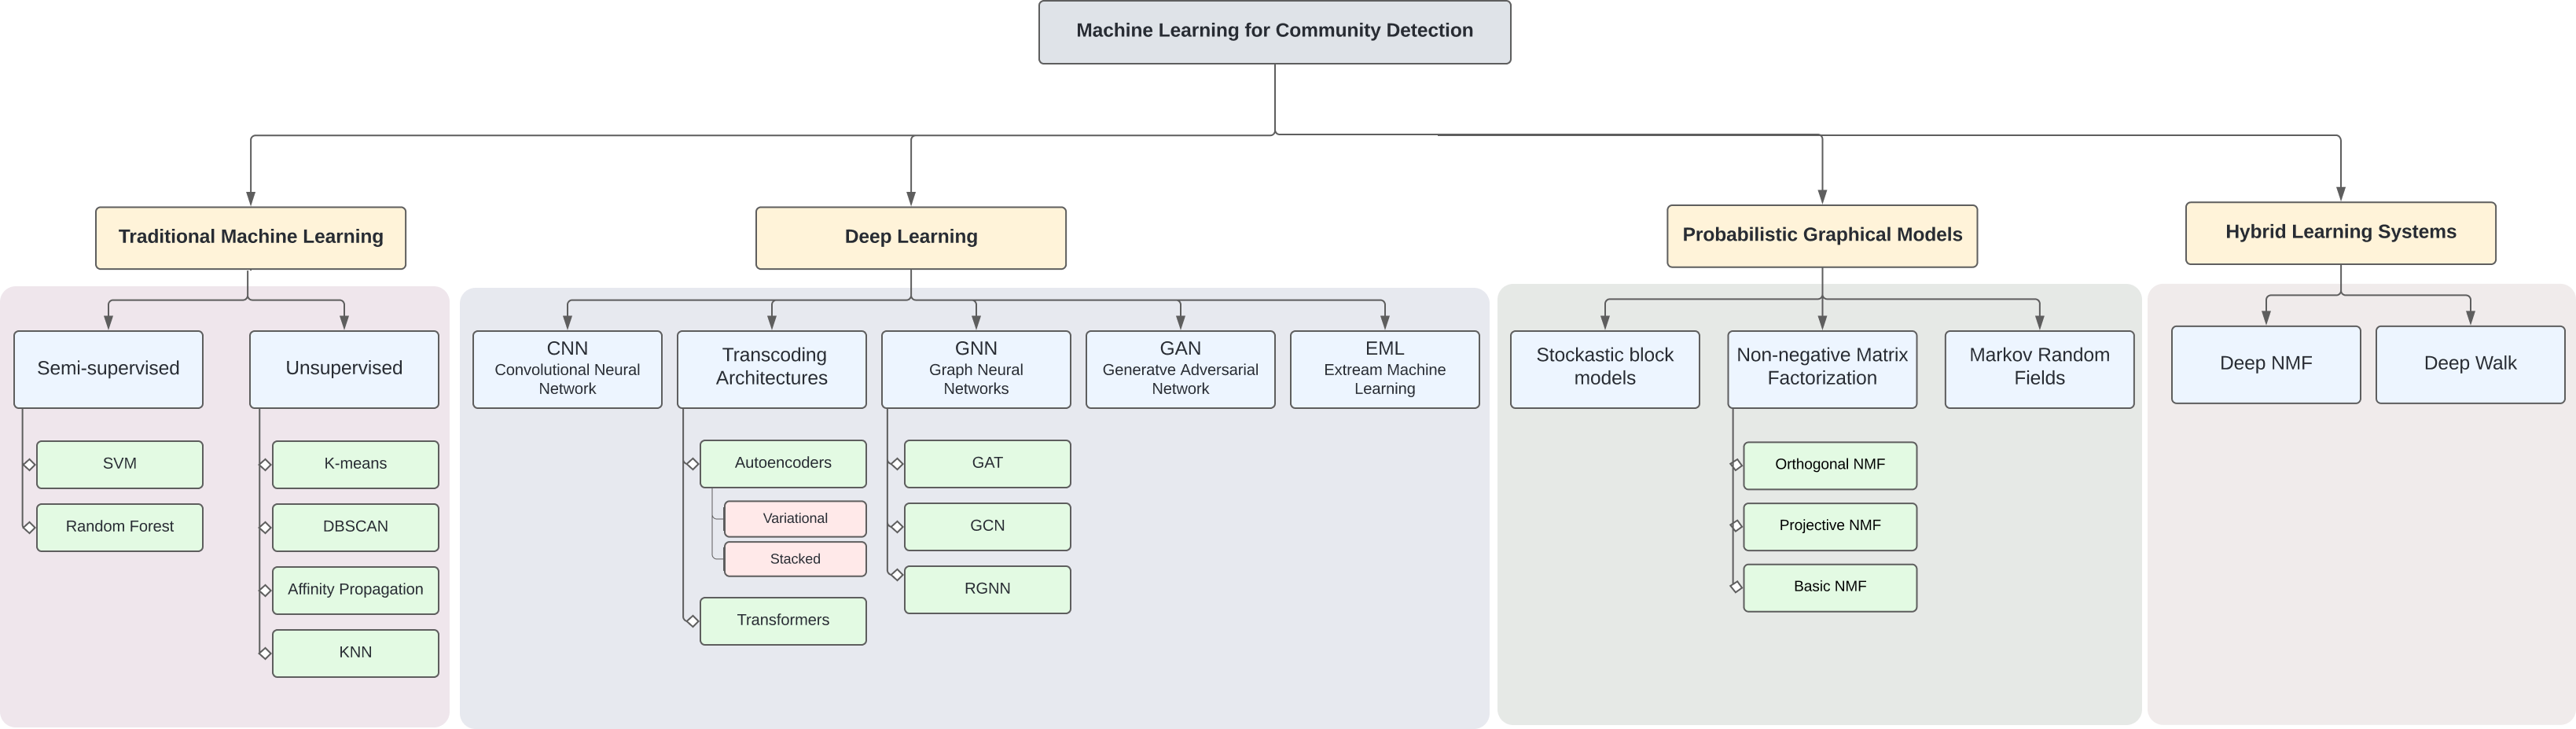 Machine Learning for Community Detection
Traditional Machine Learning
Deep Learning
Probabilistic Graphical Models
Hybrid Learning Systems
Semi-supervised
Unsupervised
CNN
Convolutional Neural
Network
Transcoding
Architectures
GNN
Graph Neural
Networks
GAN
Generatve Adversarial
Network
EML
Extream Machine
Learning
Stockastic block
models
Non-negative Matrix
Factorization
Markov Random
Fields
Deep NMF
Deep Walk
SVM
Random Forest
K-means
DBSCAN
Affinity Propagation
KNN
Autoencoders
Variational
Stacked
Transformers
GAT
GCN
RGNN
Orthogonal NMF
Projective NMF
Basic NMF